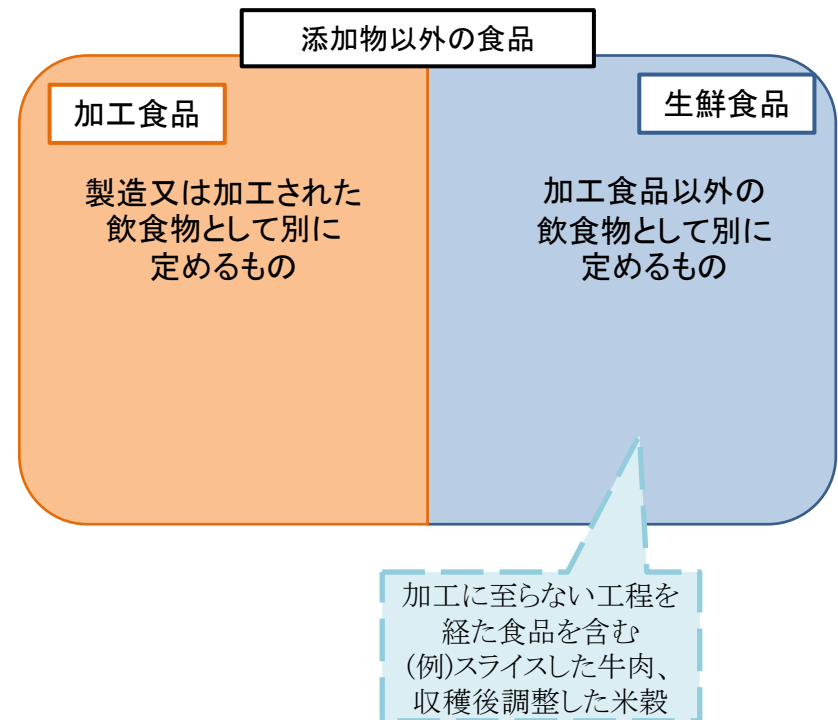 添加物以外の食品
加工食品
製造又は加工された
飲食物として別に
定めるもの
生鮮食品
加工食品以外の
飲食物として別に
定めるもの
加工に至らない工程を
経た食品を含む
(例)スライスした牛肉、
収穫後調整した米穀